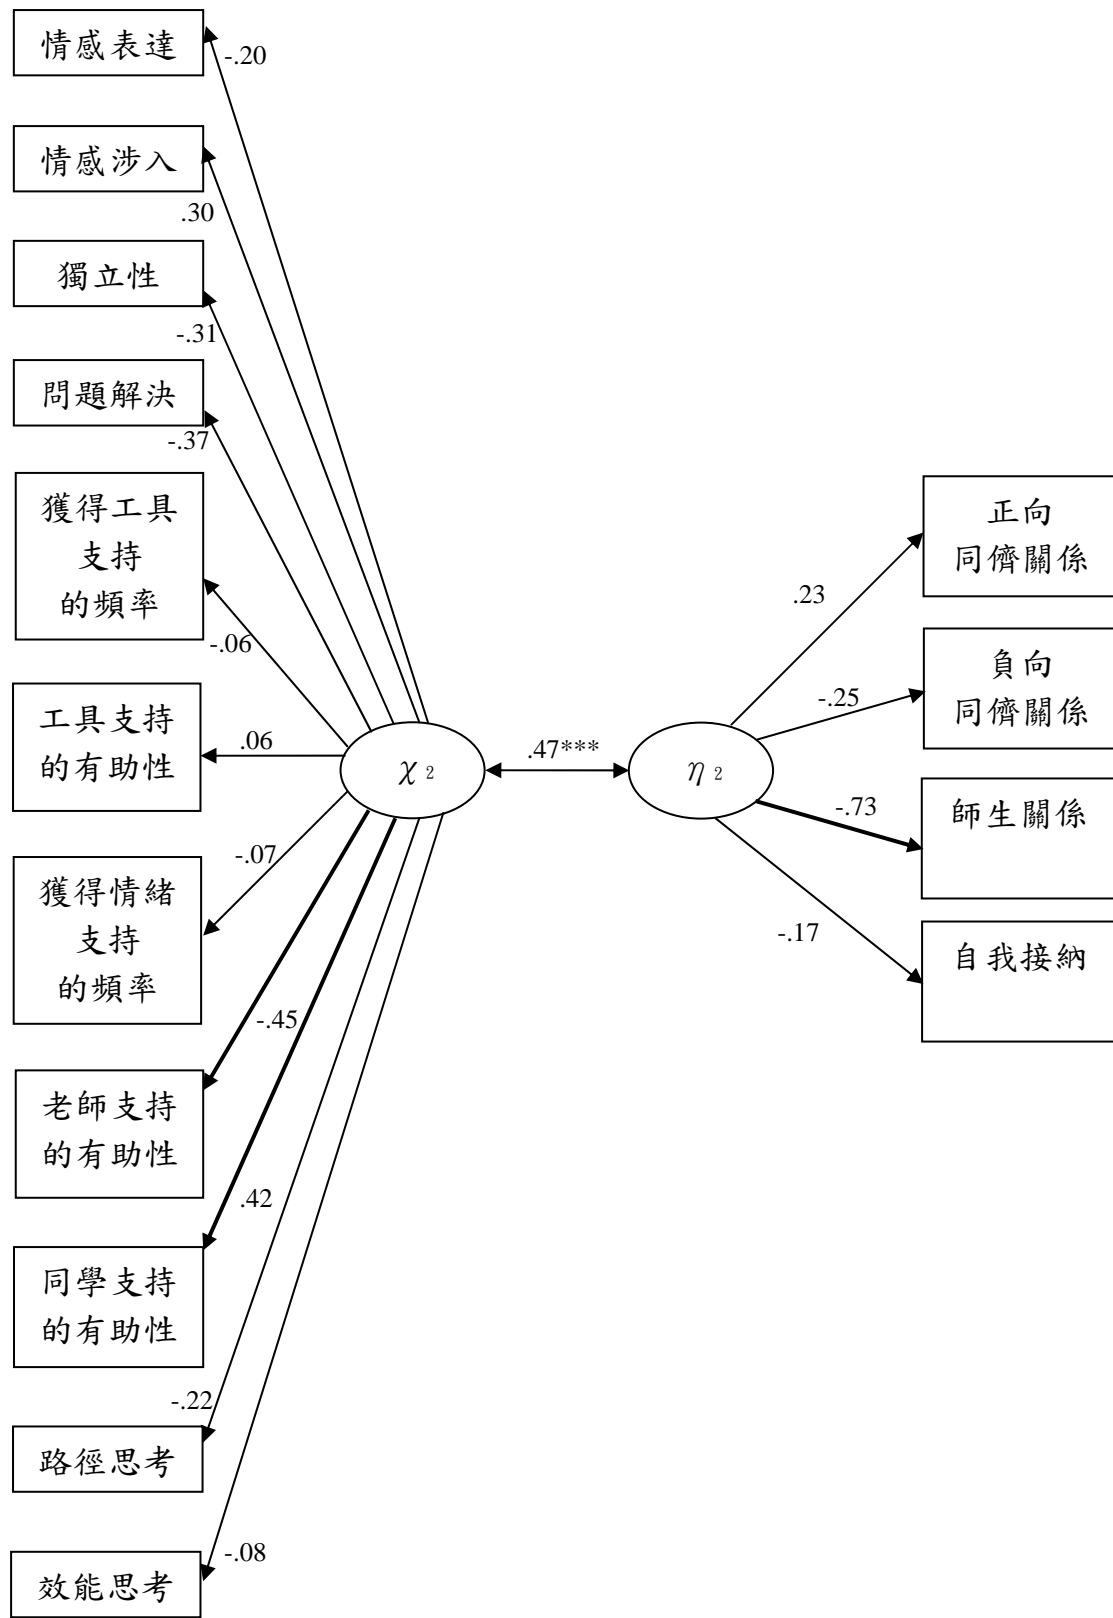 情感表達
-.20
情感涉入
.30
獨立性
-.31
問題解決
-.37
獲得工具
支持
的頻率
-.06
工具支持
的有助性
.06
獲得情緒
支持
的頻率
-.07
老師支持
的有助性
-.45
同學支持
的有助性
.42
路徑思考
-.22
效能思考
-.08
χ 2
.47***
η 2
正向
同儕關係
.23
負向
同儕關係
-.25
師生關係
-.73
自我接納
-.17